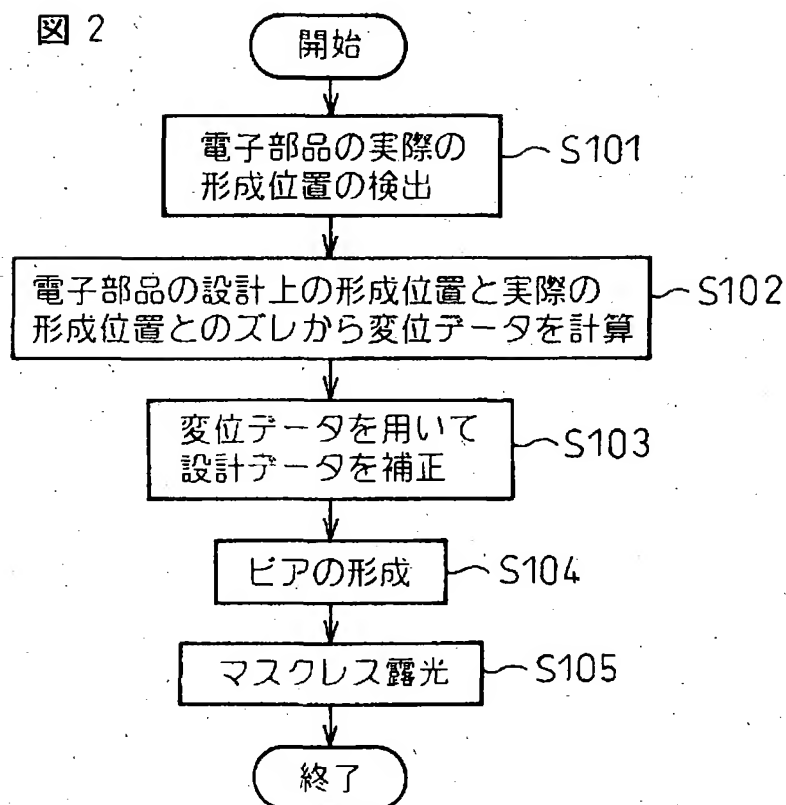 図 2
開始
電子部品の実際の
形成位置の検出
S101
電子部品の設計上の形成位置と実際の
形成位置とのズレから変位データを計算
S102
変位データを用いて
設計データを補正
S103
ビアの形成
S104
マスクレス露光
S105
終了